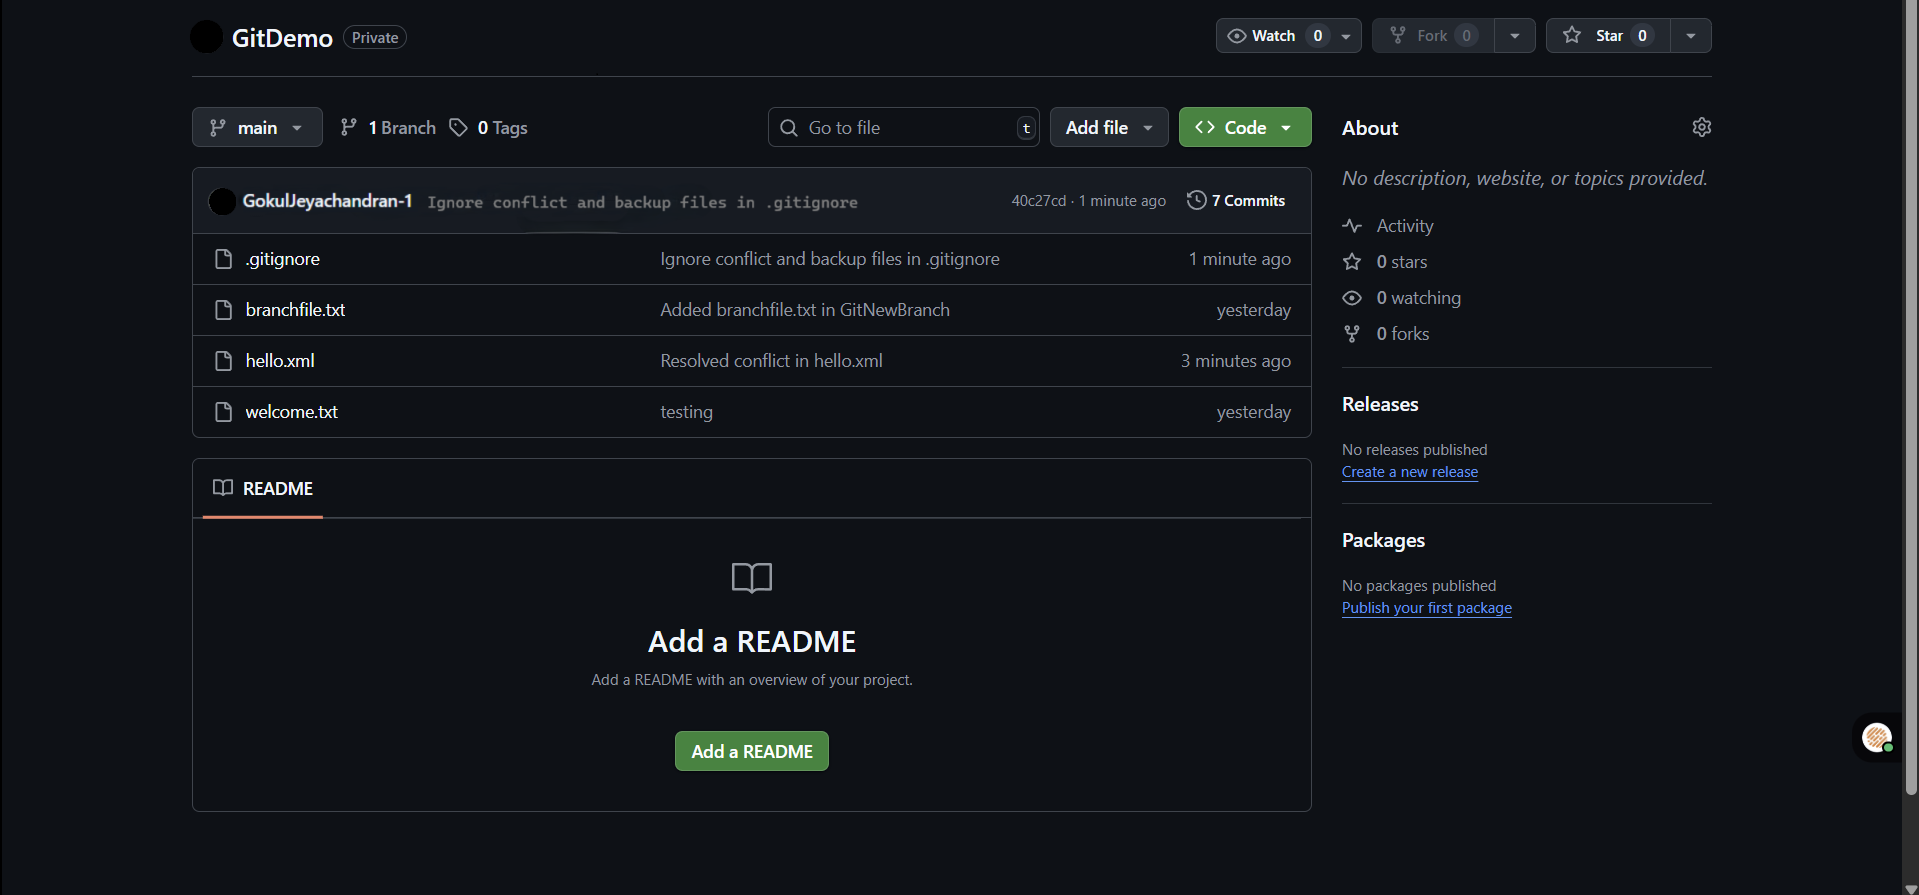 GitDemo Private Watch 0 Fork 0 Star 0
main 1 Branch 0 Tags Go to file t Add file Code
GokulJeyachandran-1 Ignore conflict and backup files in .gitignore 40c27cd · 1 minute ago 7 Commits
.gitignore Ignore conflict and backup files in .gitignore 1 minute ago
branchfile.txt Added branchfile.txt in GitNewBranch yesterday
hello.xml Resolved conflict in hello.xml 3 minutes ago
welcome.txt testing yesterday
README
Add a README
Add a README with an overview of your project.
Add a README
About
No description, website, or topics provided.
Activity
0 stars
0 watching
0 forks
Releases
No releases published
Create a new release
Packages
No packages published
Publish your first package